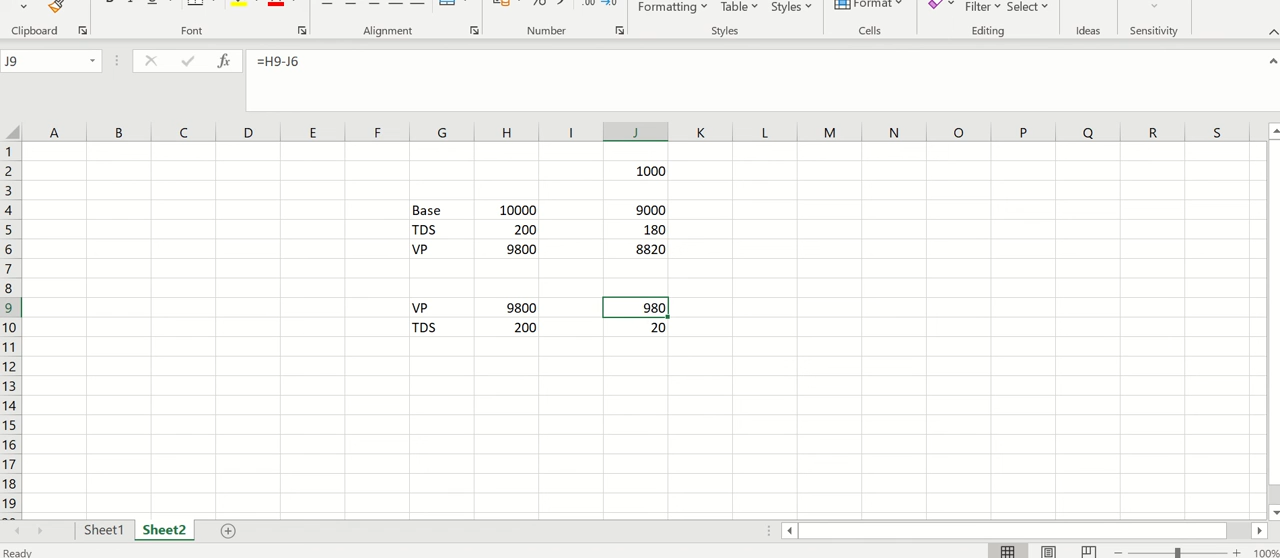 Formatting Table Styles Format Filter Select
Clipboard Font Alignment Number Styles Cells Editing Ideas Sensitivity
J9 fx =H9-J6
A B C D E F G H I J K L M N O P Q R S
1
2 1000
3
4 Base 10000 9000
5 TDS 200 180
6 VP 9800 8820
7
8
9 VP 9800 980
10 TDS 200 20
11
12
13
14
15
16
17
18
19
Sheet1 Sheet2
Ready 100%